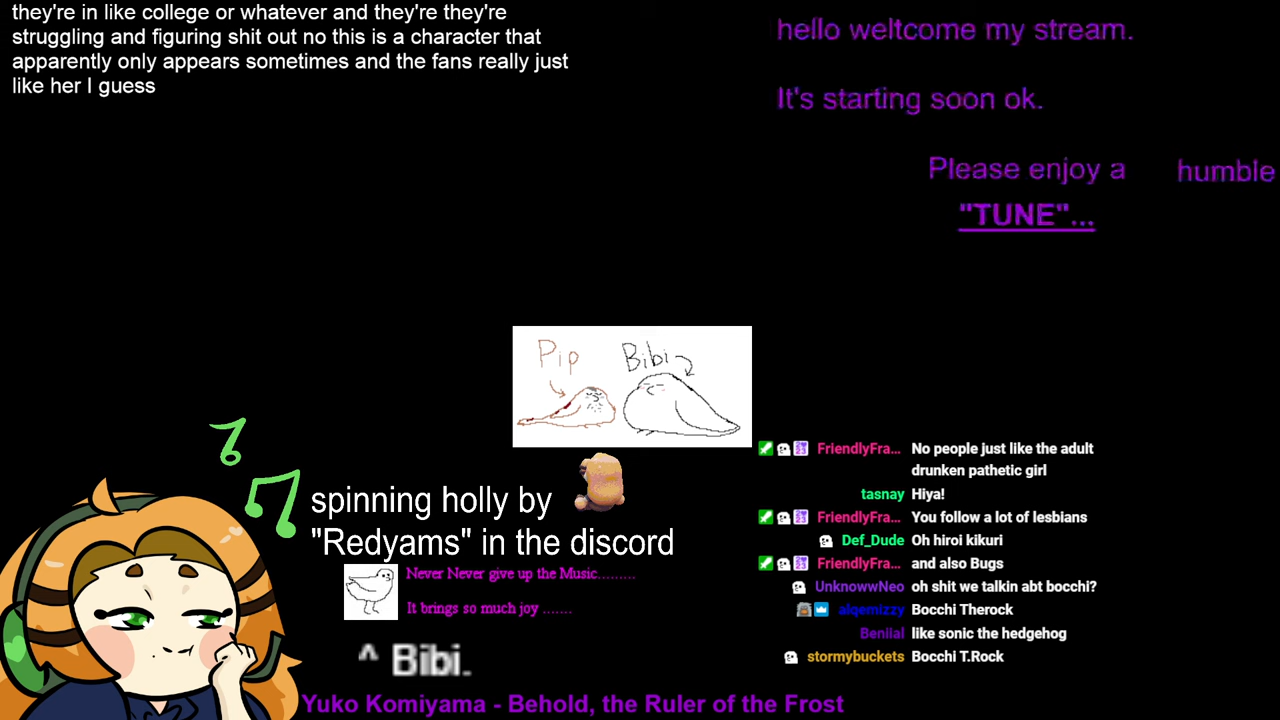 they're in like college or whatever and they're they're
struggling and figuring shit out no this is a character that
apparently only appears sometimes and the fans really just
like her I guess
hello weltcome my stream.
It's starting soon ok.
Please enjoy a humble
"TUNE"...
Pip Bibi
spinning holly by
"Redyams" in the discord
Never Never give up the Music.........
It brings so much joy .......
^ Bibi.
Yuko Komiyama - Behold, the Ruler of the Frost
FriendlyFra... No people just like the adult
drunken pathetic girl
tasnay Hiya!
FriendlyFra... You follow a lot of lesbians
Def_Dude Oh hiroi kikuri
FriendlyFra... and also Bugs
UnknowwNeo oh shit we talkin abt bocchi?
alqemizzy Bocchi Therock
Beniial like sonic the hedgehog
stormybuckets Bocchi T.Rock